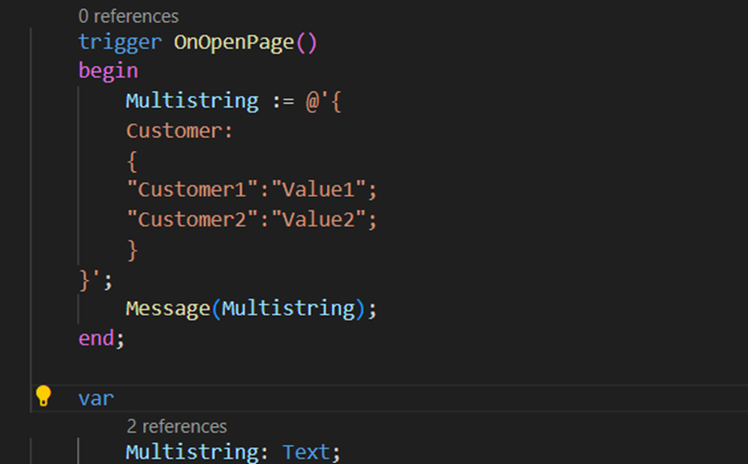 0 references
trigger OnOpenPage()
begin
Multistring := @'{
Customer:
{
"Customer1":"Value1";
"Customer2":"Value2";
}
}';
Message(Multistring);
end;
var
2 references
Multistring: Text;